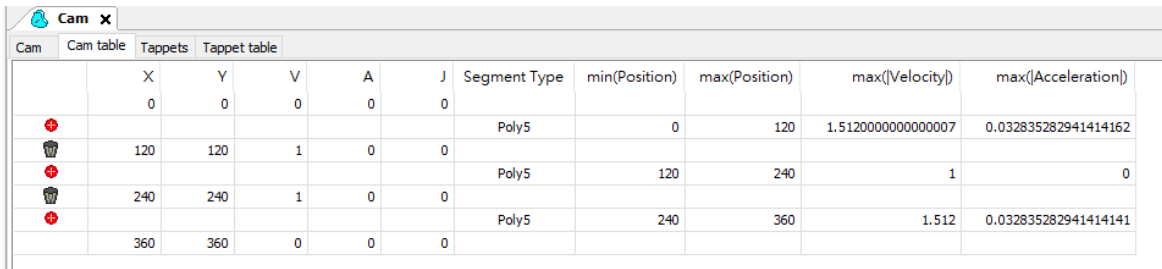 Cam x
Cam Cam table Tappets Tappet table
X Y V A J Segment Type min(Position) max(Position) max(|Velocity|) max(|Acceleration|)
0 0 0 0 0
Poly5 0 120 1.5120000000000007 0.032835282941414162
120 120 1 0 0
Poly5 120 240 1 0
240 240 1 0 0
Poly5 240 360 1.512 0.032835282941414141
360 360 0 0 0